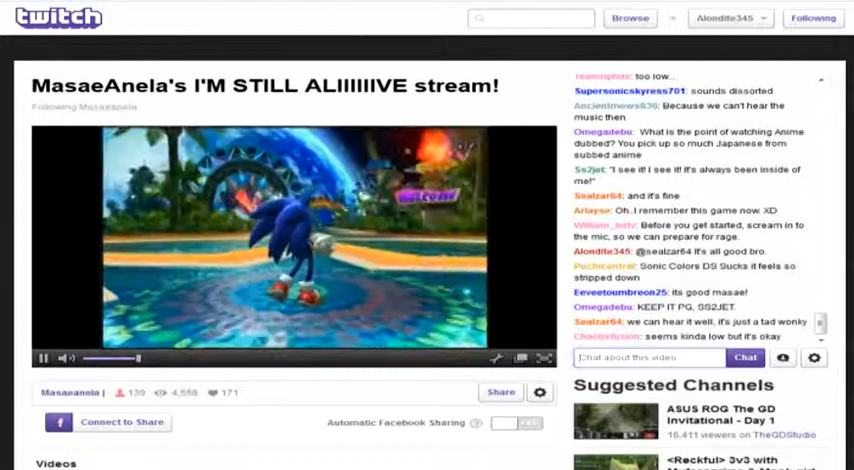 twitch
Browse
Alondite345
Following
MasaeAnela's I'M STILL ALIIIIIIVE stream!
Following Masaeanela
WELCOME
too low...
Supersonicskyress701: sounds distorted
Ancientmews836: Because we can't hear the
music then
Omegadebu: What is the point of watching Anime
dubbed? You pick up so much Japanese from
subbed anime
Ss2jet: "I see it! I see it! It's always been inside of
me!"
Sealzar64: and it's fine
Arlayse: Oh..I remember this game now. XD
Before you get started, scream in to
the mic, so we can prepare for rage.
Alondite345: @sealzar64 It's all good bro.
Puchicentral: Sonic Colors DS Sucks it feels so
stripped down
Eeveetoumbreon25: its good masae!
Omegadebu: KEEP IT PG, SS2JET.
Sealzar64: we can hear it well, it's just a tad wonky
Chaotixfusion: seems kinda low but it's okay
Chat about this video
Chat
Masaeanela | 139 4,558 171
Share
f Connect to Share
Automatic Facebook Sharing ?
OFF
Suggested Channels
ASUS ROG The GD
Invitational - Day 1
16,411 viewers on TheGDStudio
<Reckful> 3v3 with
Videos